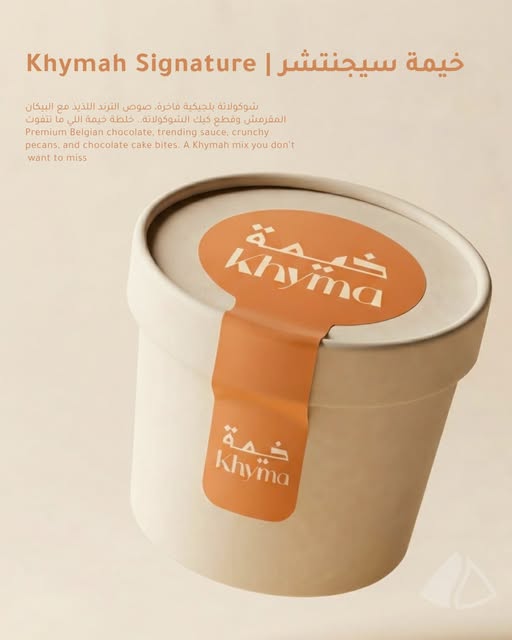 Khymah Signature | خيمة سيجنتشر
شوكولاتة بلجيكية فاخرة، صوص الترند اللذيذ مع البيكان
المقرمش وقطع كيك الشوكولاتة.. خلطة خيمة اللي ما تتفوت
Premium Belgian chocolate, trending sauce, crunchy
pecans, and chocolate cake bites. A Khymah mix you don't
want to miss
خيمة
Khyma
خيمة
Khyma